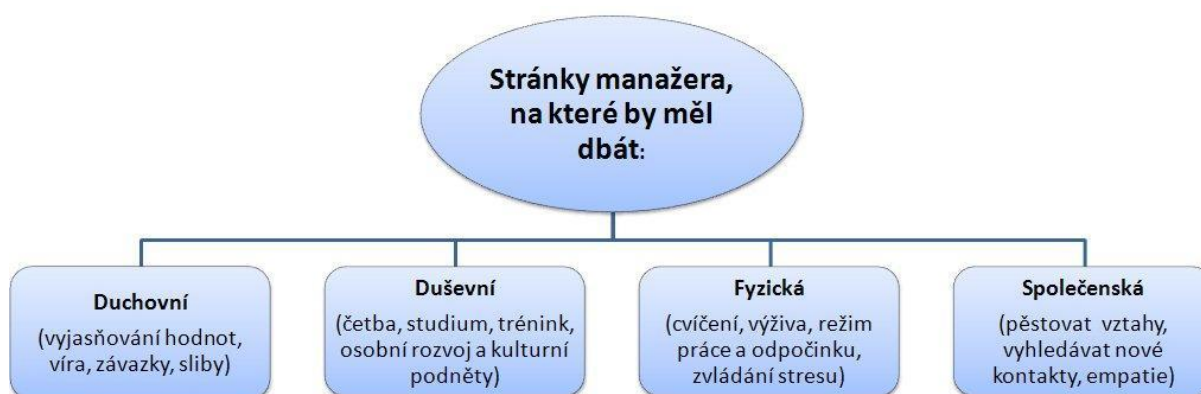 Stránky manažera,
na které by měl
dbát:
Duchovní
(vyjasňování hodnot,
víra, závazky, sliby)
Duševní
(četba, studium, trénink,
osobní rozvoj a kulturní
podněty)
Fyzická
(cvíčení, výživa, režim
práce a odpočinku,
zvládání stresu)
Společenská
(pěstovat vztahy,
vyhledávat nové
kontakty, empatie)